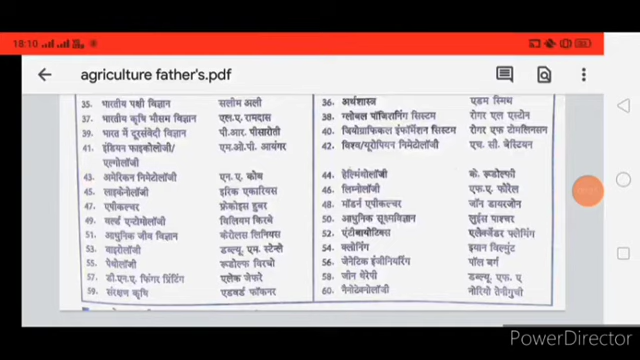 18:10
agriculture father's.pdf
35. भारतीय पक्षी विज्ञान सलीम अली 36. अर्थशास्त्र एडम स्मिथ
37. भारतीय कृषि मौसम विज्ञान एल.ए. रामदास 38. ग्लोबल पॉजिशनिंग सिस्टम रोगर एल एस्टोन
39. भारत में दूरसंवेदी विज्ञान पी.आर. पीसारोती 40. जियोग्राफिकल इंफॉर्मेशन सिस्टम रोगर एफ टोमलिनसन
41. इंडियन फाइकोलॉजी/ एम.ओ.पी. आयंगर 42. विश्व/यूरोपियन निमेटोलॉजी एच. सी. बेस्टियन
एल्गोलॉजी
43. अमेरिकन निमेटोलॉजी एन. ए. कोब 44. हेल्मिंथोलॉजी के. रूडोल्फी
45. लाइकेनोलॉजी इरिक एकारियस 46. लिम्नोलॉजी एफ.ए. फोरेल
47. एपीकल्चर फ्रेंकोइस हुबर 48. मॉडर्न एपीकल्चर जॉन डायरजोन
49. वर्ल्ड एन्टोमोलॉजी विलियम किरबे 50. आधुनिक सूक्ष्मविज्ञान लुईस पाश्चर
51. आधुनिक जीव विज्ञान केरोलस लिनियस 52. एंटीबायोटिक्स एलेक्जेंडर फ्लेमिंग
53. वाइरोलॉजी डब्ल्यू. एम. स्टेन्ले 54. क्लोनिंग इयान विल्मुंट
55. पेथोलॉजी रूडोल्फ विरचो 56. जेनेटिक इंजीनियरिंग पॉल बर्ग
57. डी.एन.ए. फिंगर प्रिंटिंग एलेक जेफरे 58. जीन थेरेपी डब्ल्यू. एफ. ए
59. संरक्षण कृषि एडवर्ड फॉकनर 60. नैनोटेक्नोलॉजी नोरियो तेनीगुची
PowerDirector